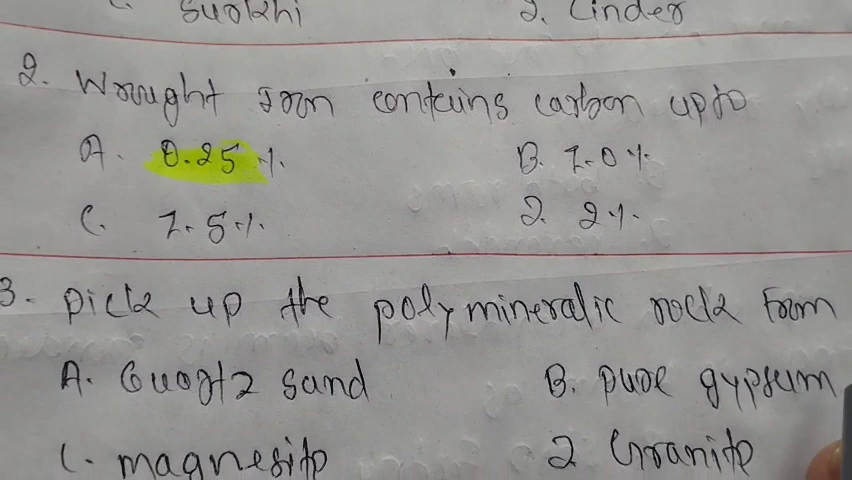 Surkhi D. Cinder
2. Wrought Iron contains carbon upto
A. 0.25 %. B. 1.0 %.
C. 1.5 %. D. 2 %.
3. Pick up the polymineralic rock from
A. Quartz sand B. pure gypsum
C. magnesite D Granite